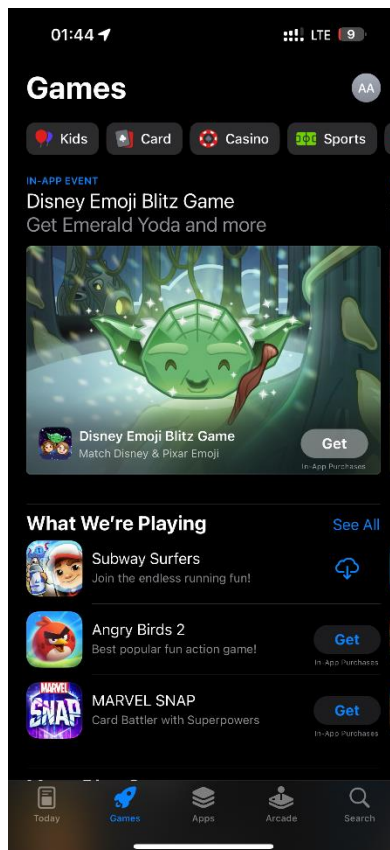 01:44 LTE 9
Games AA
Kids Card Casino Sports
IN-APP EVENT
Disney Emoji Blitz Game
Get Emerald Yoda and more
Disney Emoji Blitz Game
Match Disney & Pixar Emoji
Get
In-App Purchases
What We're Playing See All
Subway Surfers
Join the endless running fun!
Angry Birds 2
Best popular fun action game!
Get
In-App Purchases
MARVEL
SNAP
MARVEL SNAP
Card Battler with Superpowers
Get
In-App Purchases
Today Games Apps Arcade Search